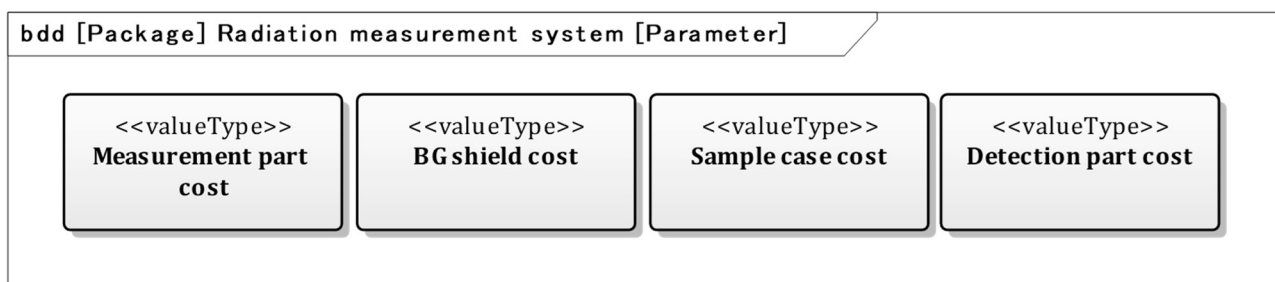 bdd [Package] Radiation measurement system [Parameter]
<<valueType>>
Measurement part
cost
<<valueType>>
BG shield cost
<<valueType>>
Sample case cost
<<valueType>>
Detection part cost